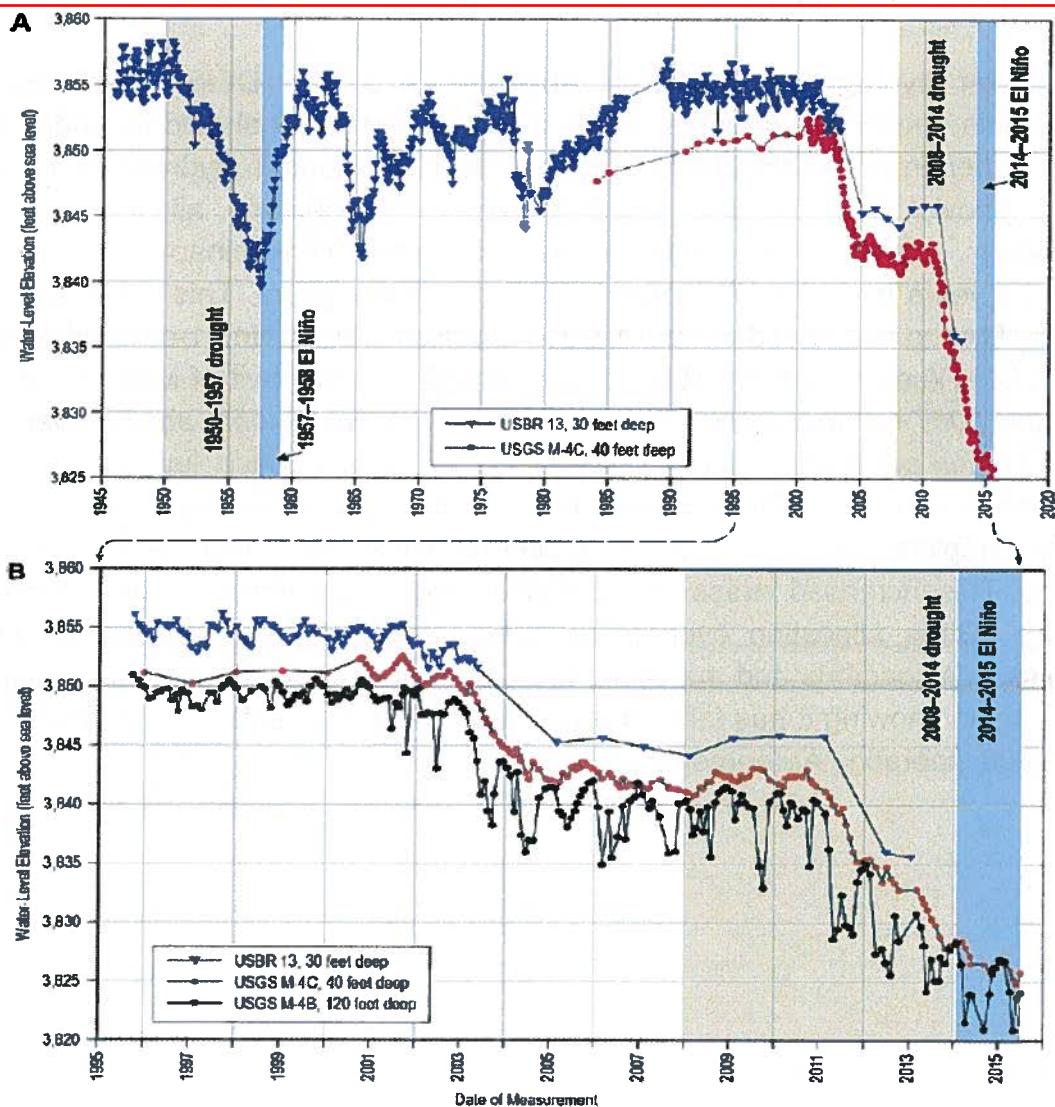 A
3,860
3,855
3,850
3,845
3,840
3,835
3,830
3,825
Water-Level Elevation (feet above sea level)
1950–1957 drought
1957–1958 El Niño
2008–2014 drought
2014–2015 El Niño
USBR 13, 30 feet deep
USGS M-4C, 40 feet deep
1945
1950
1955
1960
1965
1970
1975
1980
1985
1990
1995
2000
2005
2010
2015
2020
B
3,860
3,855
3,850
3,845
3,840
3,835
3,830
3,825
3,820
Water-Level Elevation (feet above sea level)
2008–2014 drought
2014–2015 El Niño
USBR 13, 30 feet deep
USGS M-4C, 40 feet deep
USGS M-4B, 120 feet deep
1995
1997
1999
2001
2003
2005
2007
2009
2011
2013
2015
Date of Measurement